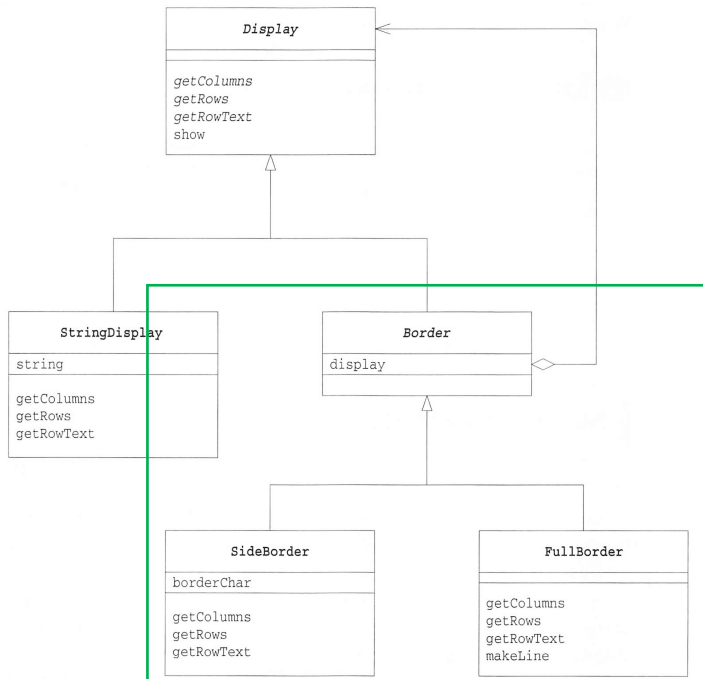 Display
getColumns
getRows
getRowText
show
StringDisplay
string
getColumns
getRows
getRowText
Border
display
SideBorder
borderChar
getColumns
getRows
getRowText
FullBorder
getColumns
getRows
getRowText
makeLine